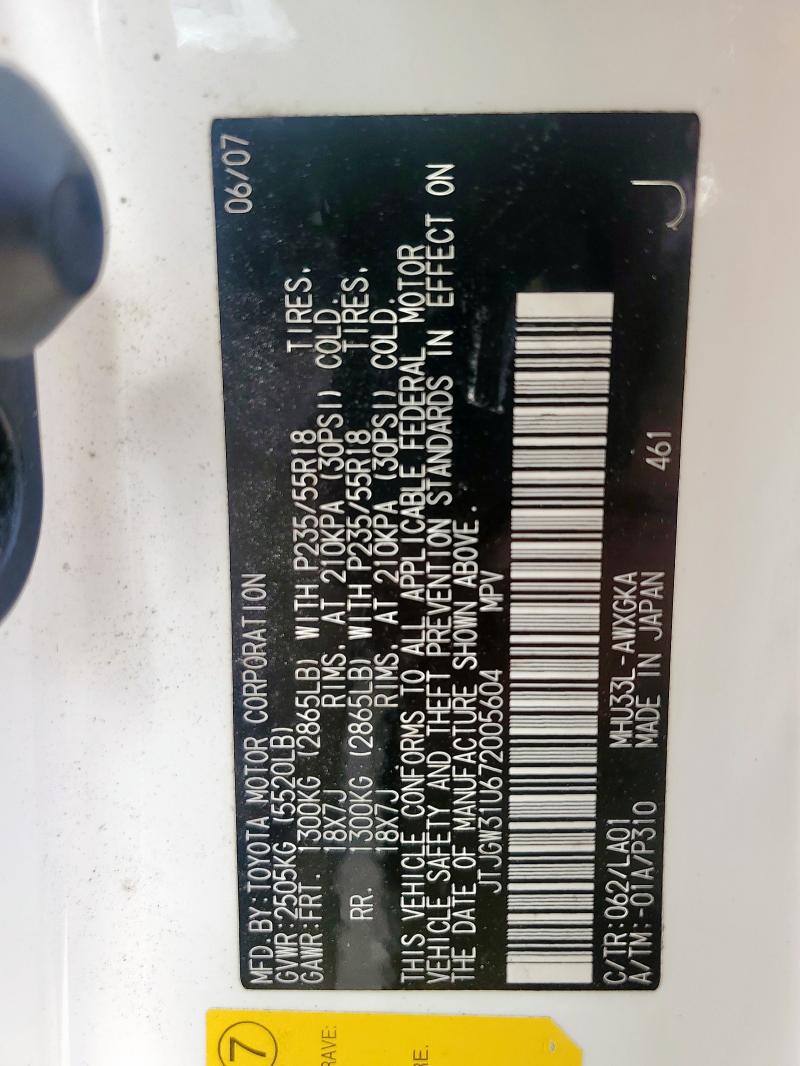 MFD.BY:TOYOTA MOTOR CORPORATION 06/07
GVWR:2505KG (5520LB)
GAWR:FRT. 1300KG (2865LB) WITH P235/55R18 TIRES,
18X7J RIMS, AT 210KPA (30PSI) COLD.
RR. 1300KG (2865LB) WITH P235/55R18 TIRES,
18X7J RIMS, AT 210KPA (30PSI) COLD.
THIS VEHICLE CONFORMS TO ALL APPLICABLE FEDERAL MOTOR
VEHICLE SAFETY AND THEFT PREVENTION STANDARDS IN EFFECT ON
THE DATE OF MANUFACTURE SHOWN ABOVE.
JTJGW31U672005604 MPV
C/TR:062/LA01 MHU33L-AWXGKA
A/TM:-01A/P310 MADE IN JAPAN 461 J
7
RAVE:
RE.